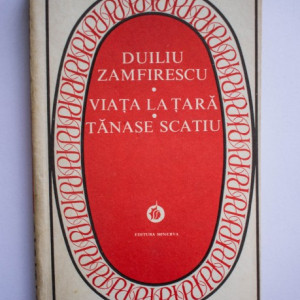 DUILIU
ZAMFIRESCU
•
VIAȚA LA ȚARĂ
•
TĂNASE SCATIU
EDITURA MINERVA